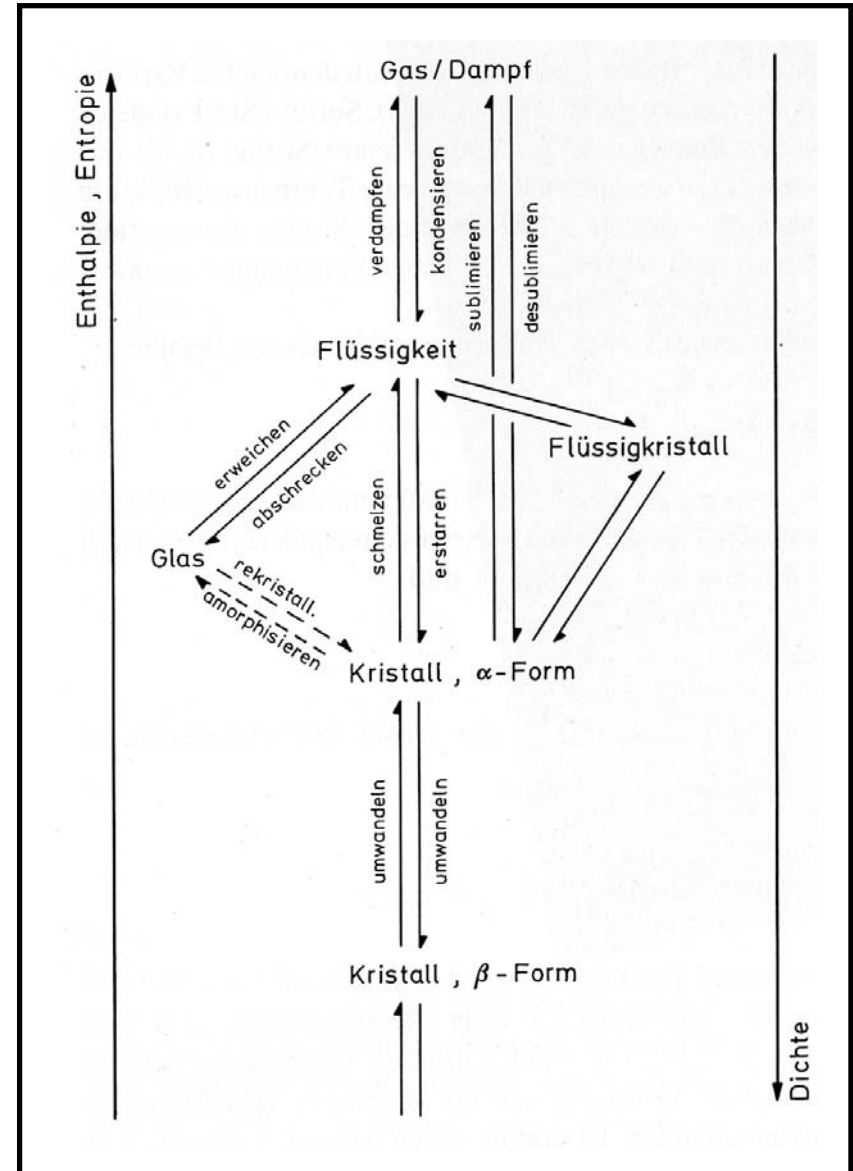 Gas/Dampf
Enthalpie, Entropie
verdampfen
kondensieren
sublimieren
desublimieren
Flüssigkeit
Flüssigkristall
erweichen
abschrecken
schmelzen
erstarren
Glas
rekristall.
amorphisieren
Kristall, α-Form
umwandeln
umwandeln
Kristall, β-Form
Dichte